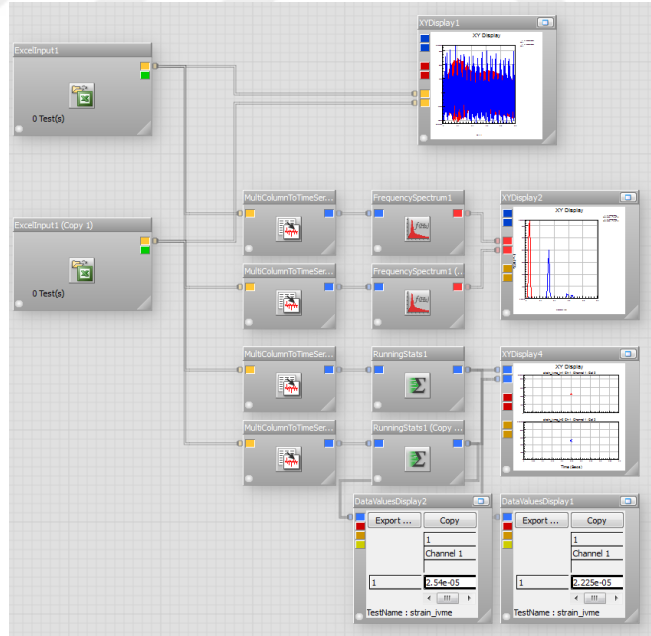 XYDisplay1
XY Display
ExcelInput1
0 Test(s)
MultiColumnToTimeSer...
FrequencySpectrum1
XYDisplay2
XY Display
ExcelInput1 (Copy 1)
0 Test(s)
MultiColumnToTimeSer...
FrequencySpectrum1 (...
MultiColumnToTimeSer...
RunningStats1
XYDisplay4
XY Display
MultiColumnToTimeSer...
RunningStats1 (Copy ...
Time (Secs)
DataValuesDisplay2
Export ...
Copy
1
Channel 1
1
2.54e-05
TestName : strain_ivme
DataValuesDisplay1
Export ...
Copy
1
Channel 1
1
2.225e-05
TestName : strain_ivme